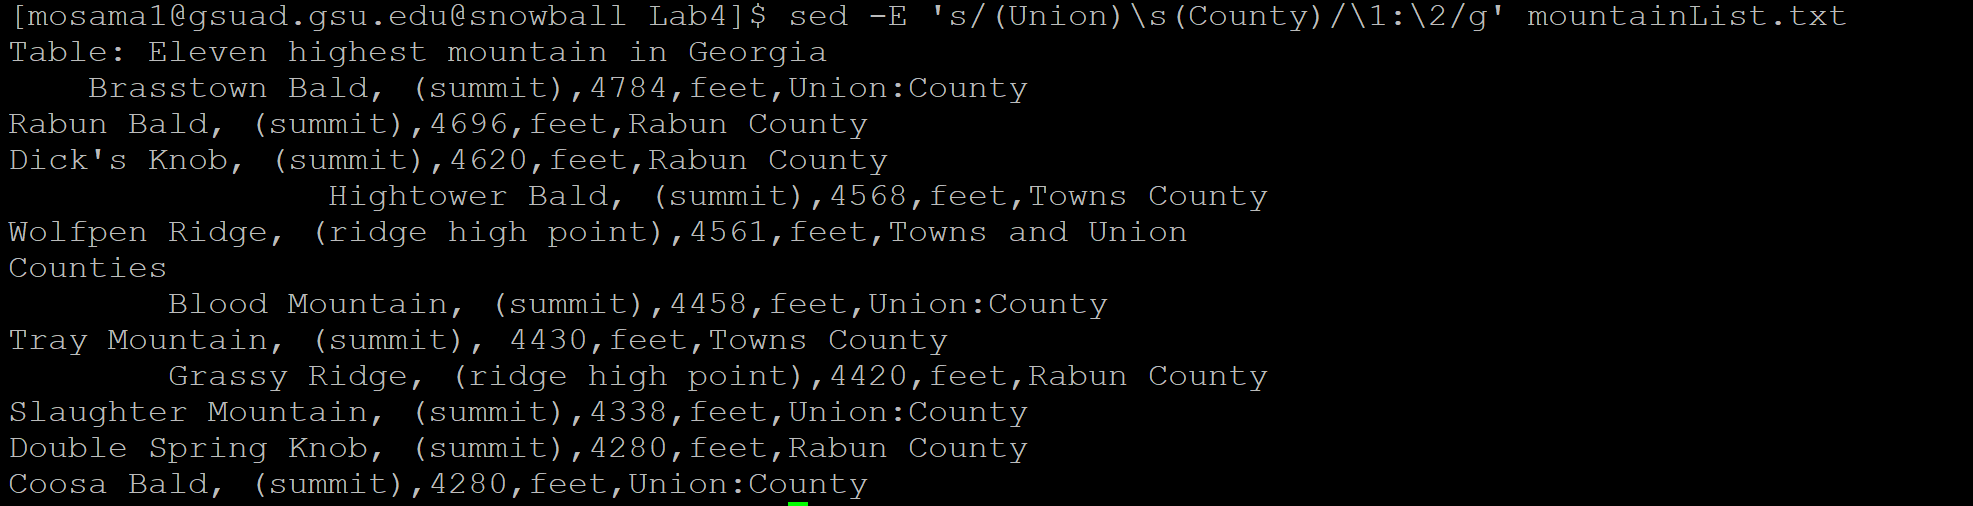 [mosama1@gsuad.gsu.edu@snowball Lab4]$ sed -E 's/(Union)\s(County)/\1:\2/g' mountainList.txt
Table: Eleven highest mountain in Georgia
    Brasstown Bald, (summit),4784,feet,Union:County
Rabun Bald, (summit),4696,feet,Rabun County
Dick's Knob, (summit),4620,feet,Rabun County
                Hightower Bald, (summit),4568,feet,Towns County
Wolfpen Ridge, (ridge high point),4561,feet,Towns and Union
Counties
        Blood Mountain, (summit),4458,feet,Union:County
Tray Mountain, (summit), 4430,feet,Towns County
        Grassy Ridge, (ridge high point),4420,feet,Rabun County
Slaughter Mountain, (summit),4338,feet,Union:County
Double Spring Knob, (summit),4280,feet,Rabun County
Coosa Bald, (summit),4280,feet,Union:County